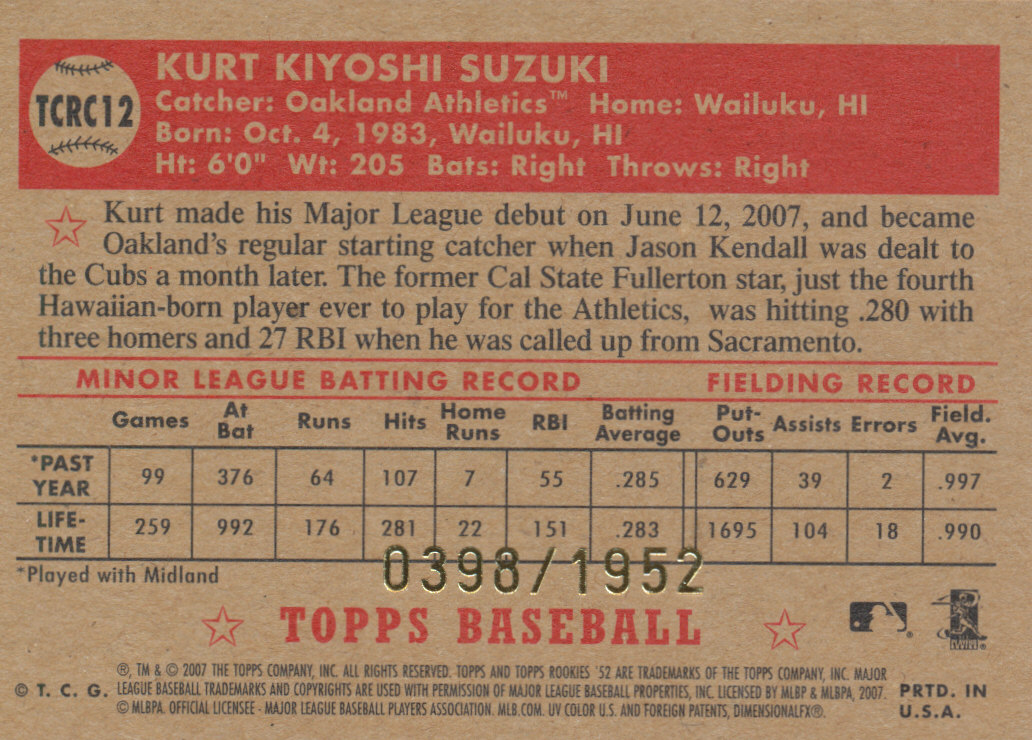 TCRC12
KURT KIYOSHI SUZUKI
Catcher: Oakland Athletics™ Home: Wailuku, HI
Born: Oct. 4, 1983, Wailuku, HI
Ht: 6'0" Wt: 205 Bats: Right Throws: Right
Kurt made his Major League debut on June 12, 2007, and became
Oakland's regular starting catcher when Jason Kendall was dealt to
the Cubs a month later. The former Cal State Fullerton star, just the fourth
Hawaiian-born player ever to play for the Athletics, was hitting .280 with
three homers and 27 RBI when he was called up from Sacramento.
MINOR LEAGUE BATTING RECORD FIELDING RECORD
Games At Bat Runs Hits Home Runs RBI Batting Average Put-Outs Assists Errors Field. Avg.
*PAST YEAR 99 376 64 107 7 55 .285 629 39 2 .997
LIFE-TIME 259 992 176 281 22 151 .283 1695 104 18 .990
*Played with Midland
0398/1952
TOPPS BASEBALL
®, TM & © 2007 THE TOPPS COMPANY, INC. ALL RIGHTS RESERVED. TOPPS AND TOPPS ROOKIES '52 ARE TRADEMARKS OF THE TOPPS COMPANY, INC. MAJOR
© T. C. G. LEAGUE BASEBALL TRADEMARKS AND COPYRIGHTS ARE USED WITH PERMISSION OF MAJOR LEAGUE BASEBALL PROPERTIES, INC. LICENSED BY MLBP & MLBPA, 2007. PRTD. IN
© MLBPA. OFFICIAL LICENSEE - MAJOR LEAGUE BASEBALL PLAYERS ASSOCIATION. MLB.COM. UV COLOR U.S. AND FOREIGN PATENTS, DIMENSIONALFX®. U.S.A.